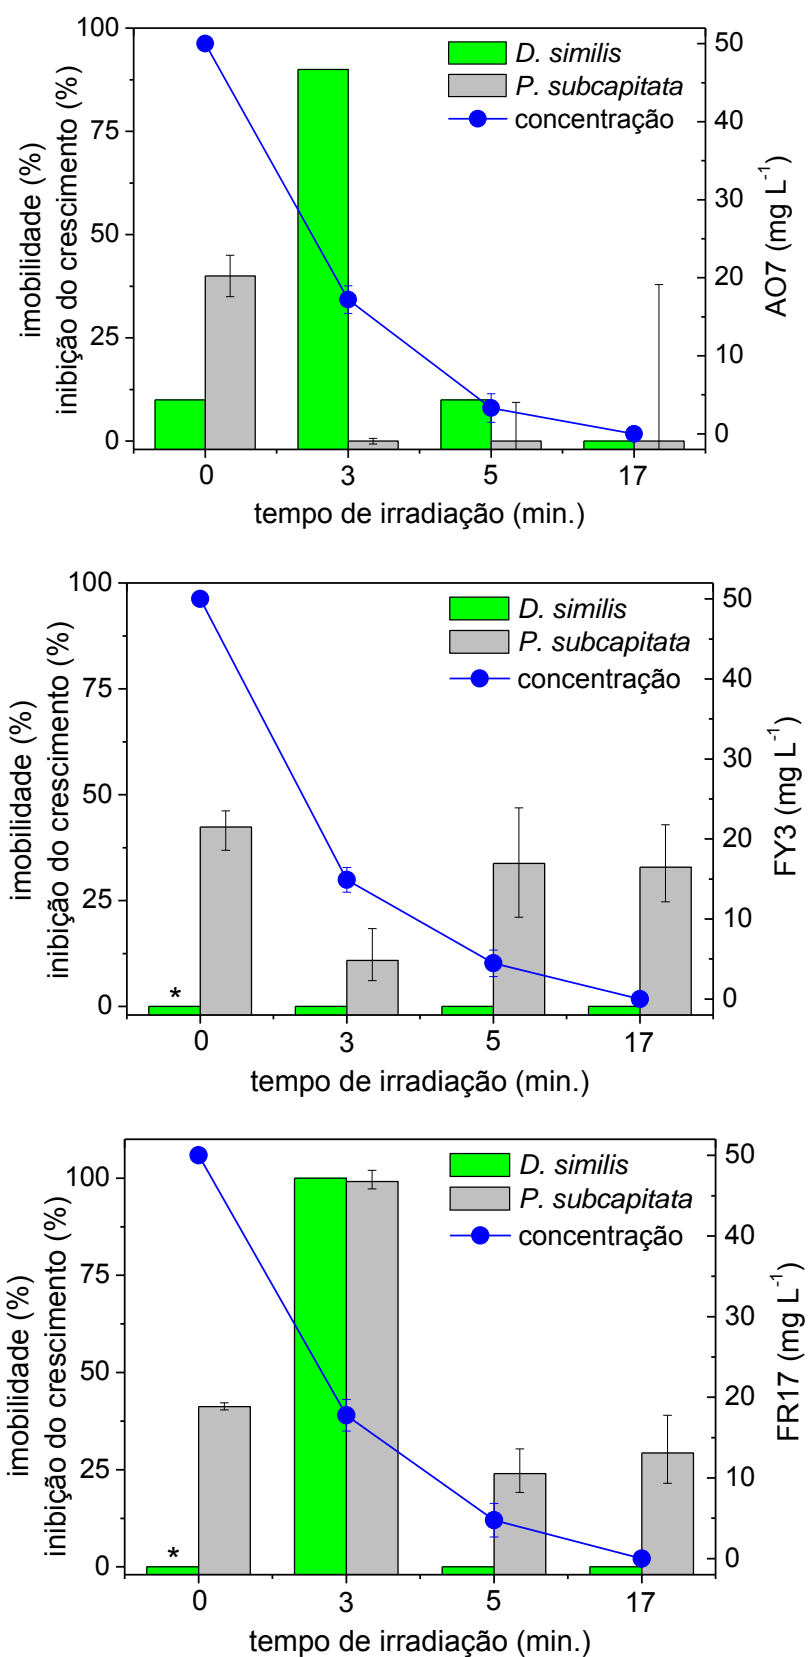 100
75
50
25
0
imobilidade (%)
inibição do crescimento (%)
D. similis
P. subcapitata
concentração
50
40
30
20
10
0
AO7 (mg L⁻¹)
0 3 5 17
tempo de irradiação (min.)
100
75
50
25
0
imobilidade (%)
inibição do crescimento (%)
D. similis
P. subcapitata
concentração
*
50
40
30
20
10
0
FY3 (mg L⁻¹)
0 3 5 17
tempo de irradiação (min.)
100
75
50
25
0
imobilidade (%)
inibição do crescimento (%)
D. similis
P. subcapitata
concentração
*
50
40
30
20
10
0
FR17 (mg L⁻¹)
0 3 5 17
tempo de irradiação (min.)